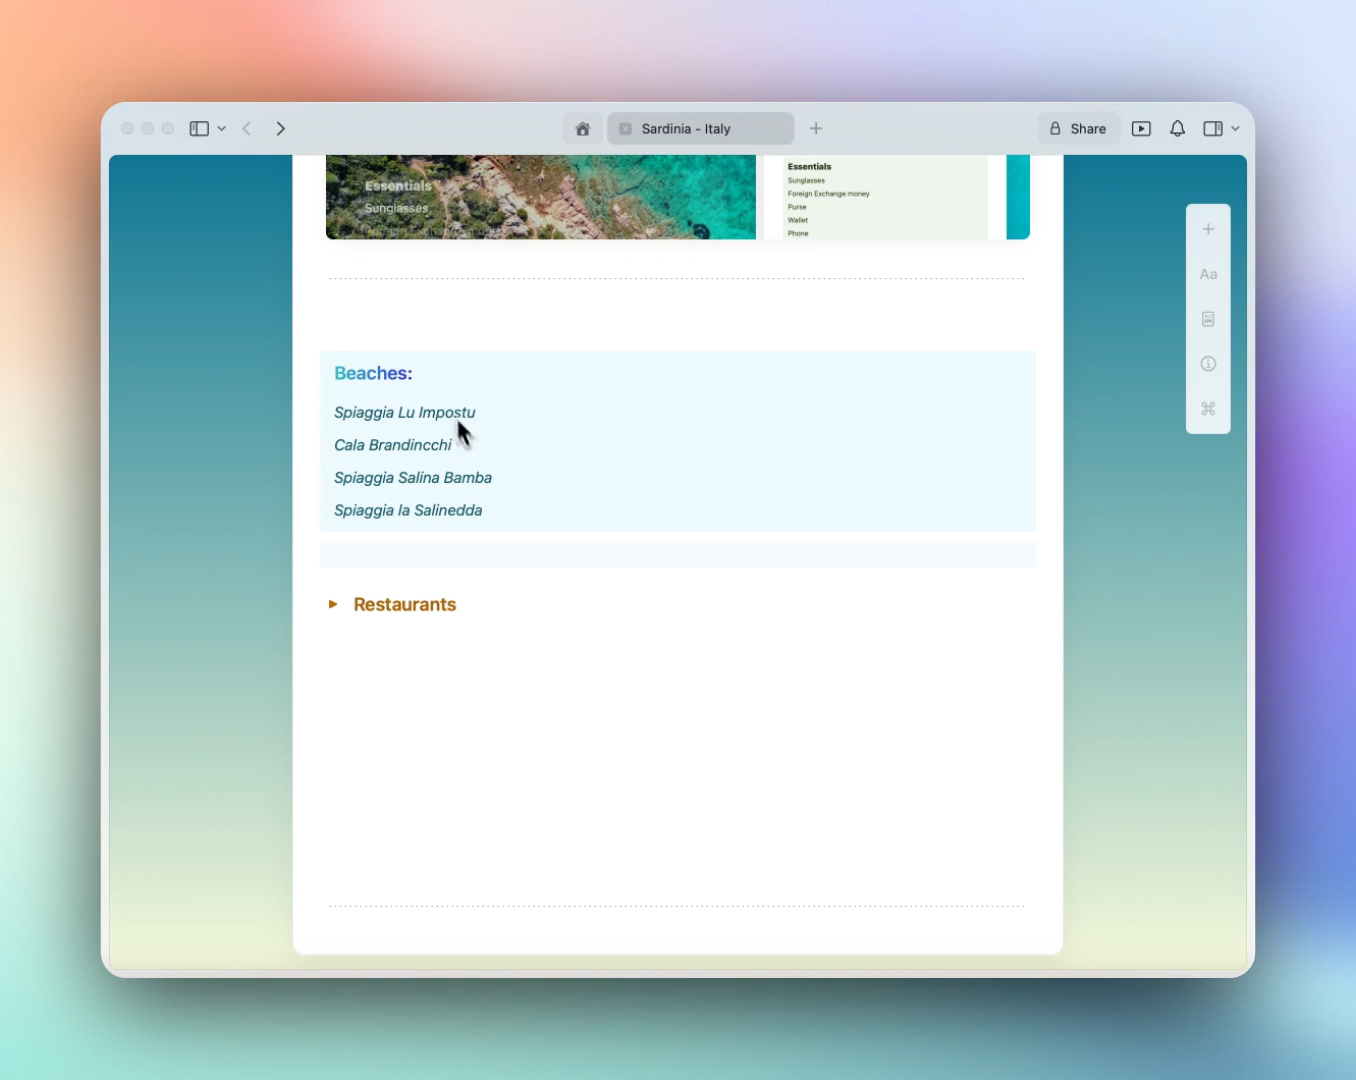 Sardinia - Italy
Share
Essentials
Sunglasses
Essentials
Sunglasses
Foreign Exchange money
Purse
Wallet
Phone
Aa
Beaches:
Spiaggia Lu Impostu
Cala Brandincchi
Spiaggia Salina Bamba
Spiaggia la Salinedda
Restaurants